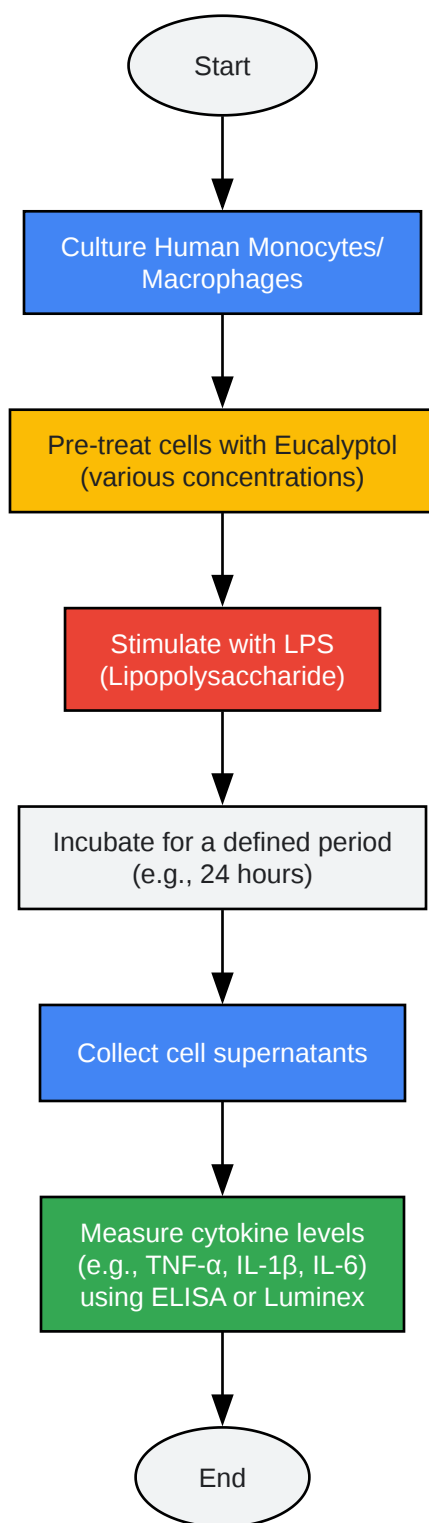 Start
Culture Human Monocytes/
Macrophages
Pre-treat cells with Eucalyptol
(various concentrations)
Stimulate with LPS
(Lipopolysaccharide)
Incubate for a defined period
(e.g., 24 hours)
Collect cell supernatants
Measure cytokine levels
(e.g., TNF-α, IL-1β, IL-6)
using ELISA or Luminex
End